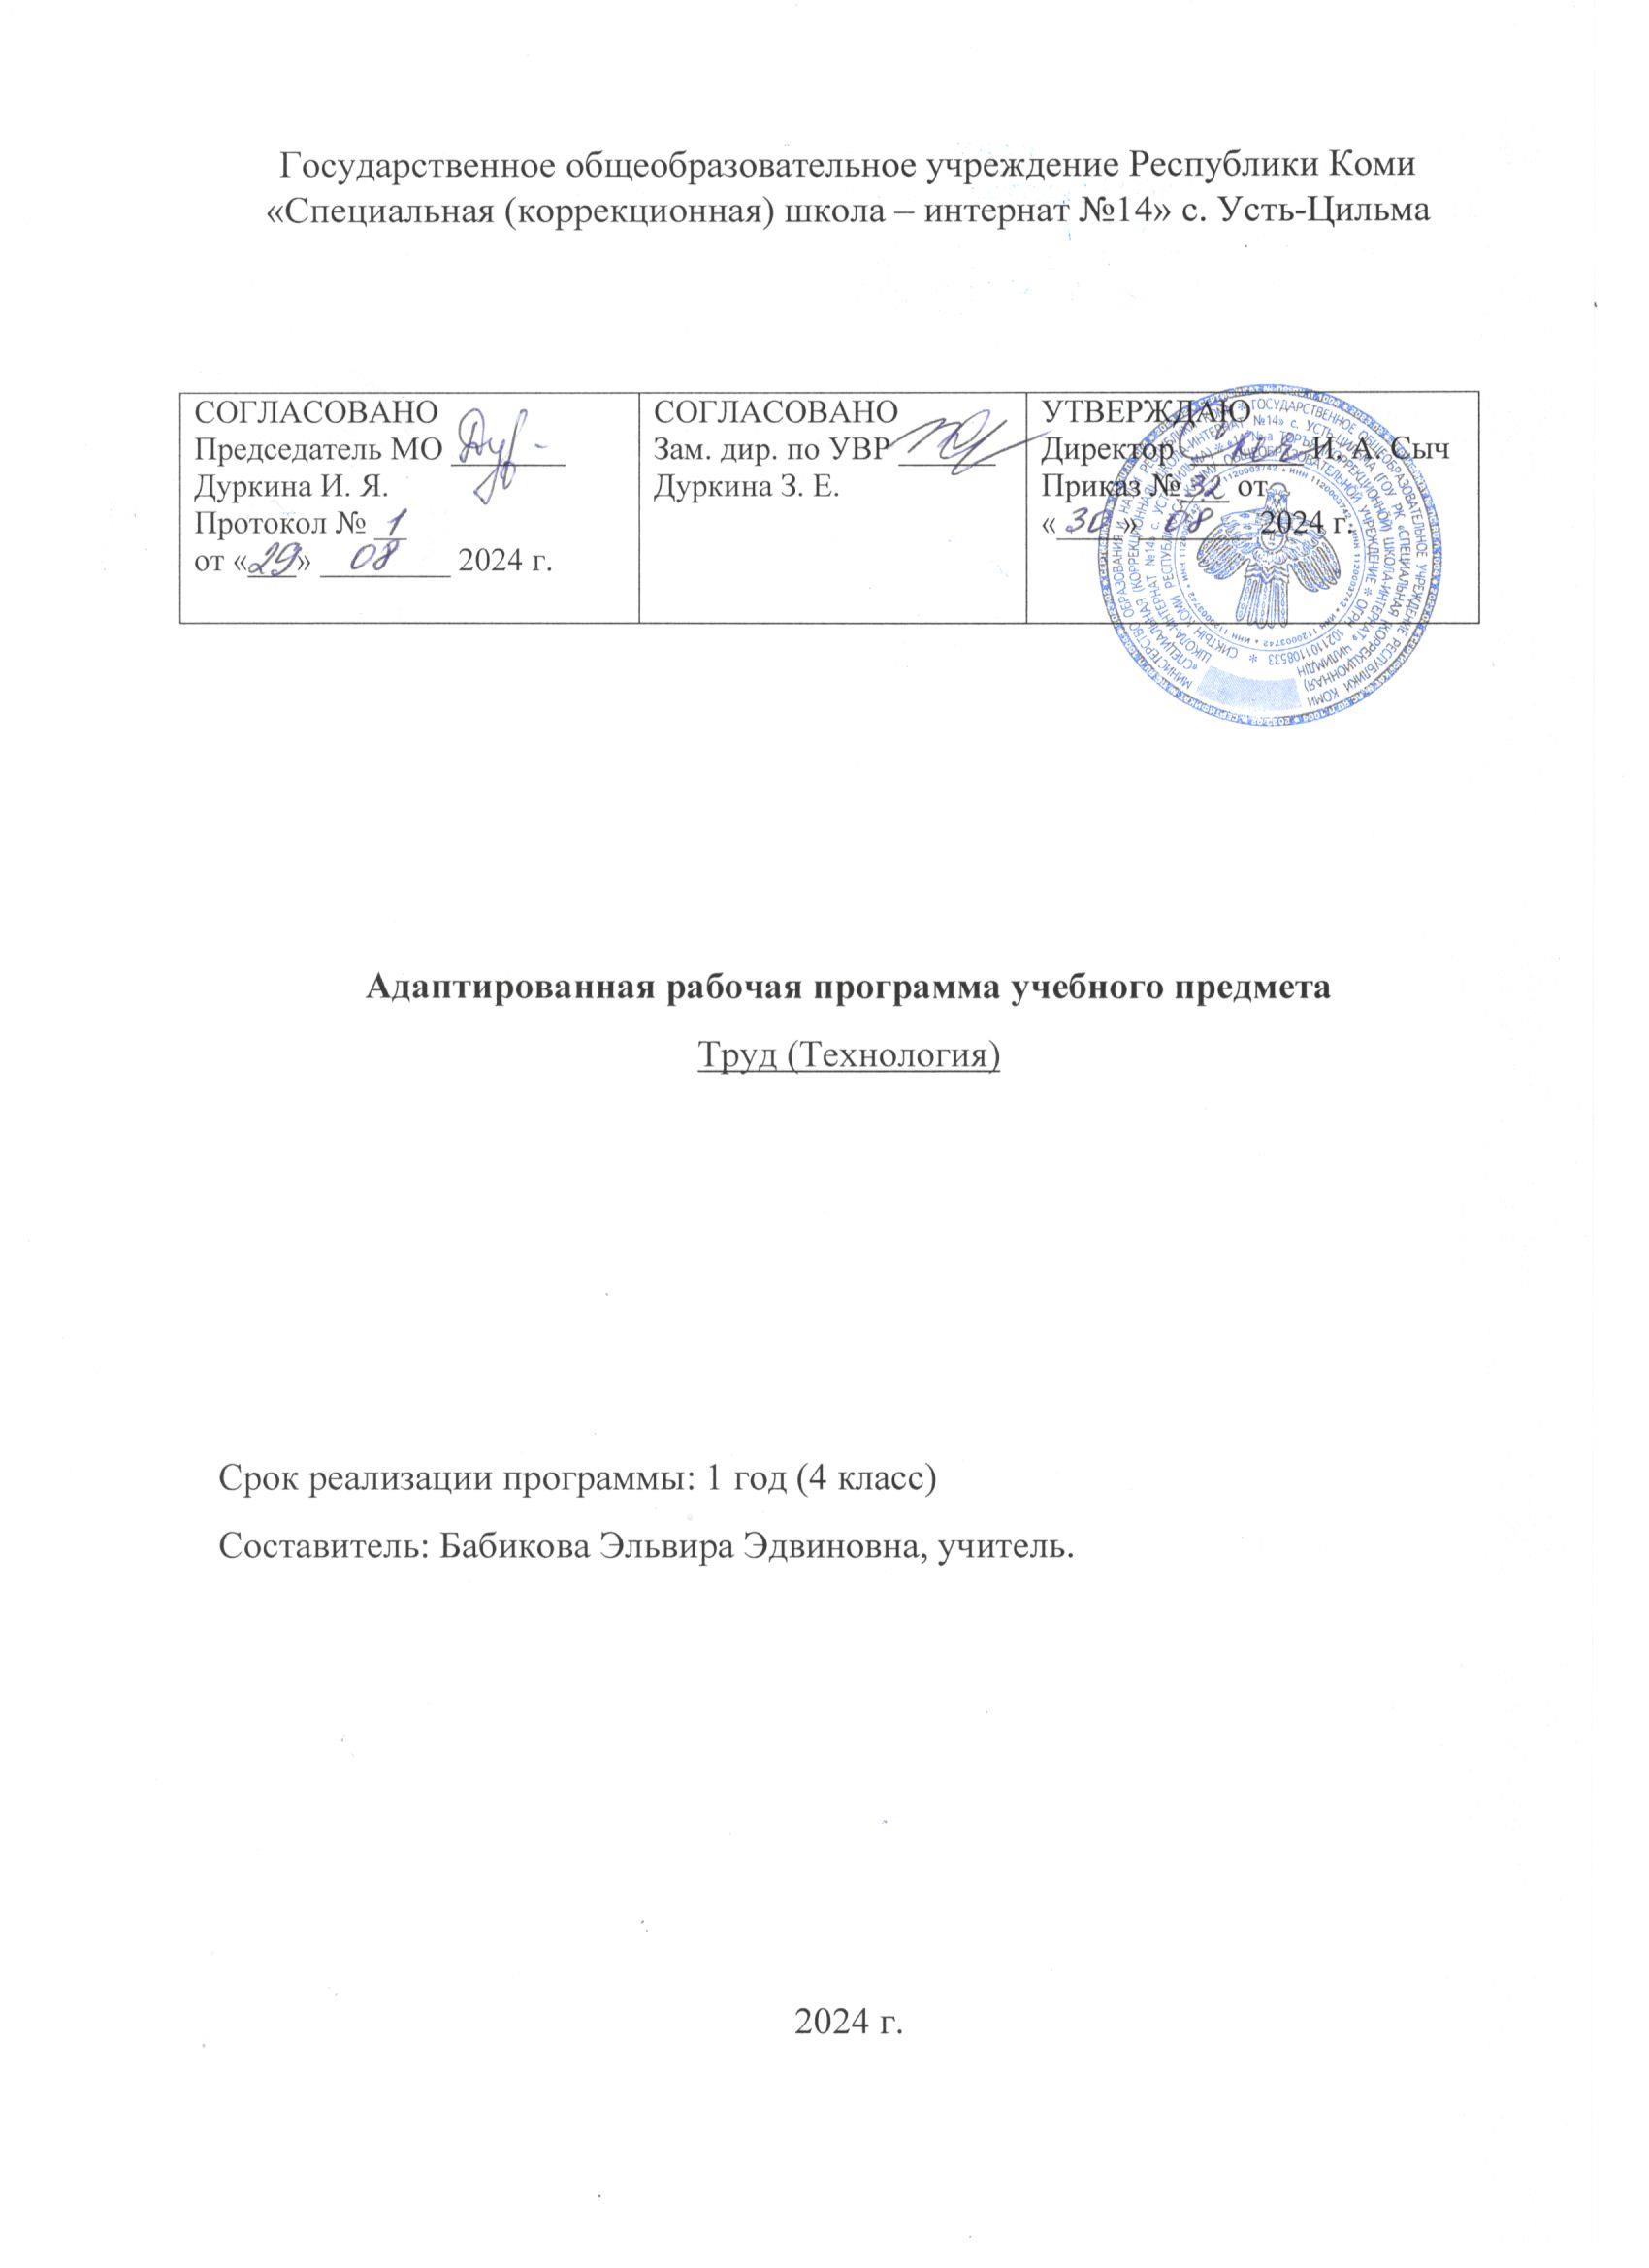 Государственное общеобразовательное учреждение Республики Коми
«Специальная (коррекционная) школа – интернат №14» с. Усть-Цильма
СОГЛАСОВАНО
Председатель МО
Дуркина И. Я.
Протокол № 1
от «29» 08 2024 г.
СОГЛАСОВАНО
Зам. дир. по УВР
Дуркина З. Е.
УТВЕРЖДАЮ
Директор И. А. Сыч
Приказ № 32 от
«30» 08 2024 г.
Адаптированная рабочая программа учебного предмета
Труд (Технология)
Срок реализации программы: 1 год (4 класс)
Составитель: Бабикова Эльвира Эдвиновна, учитель.
2024 г.